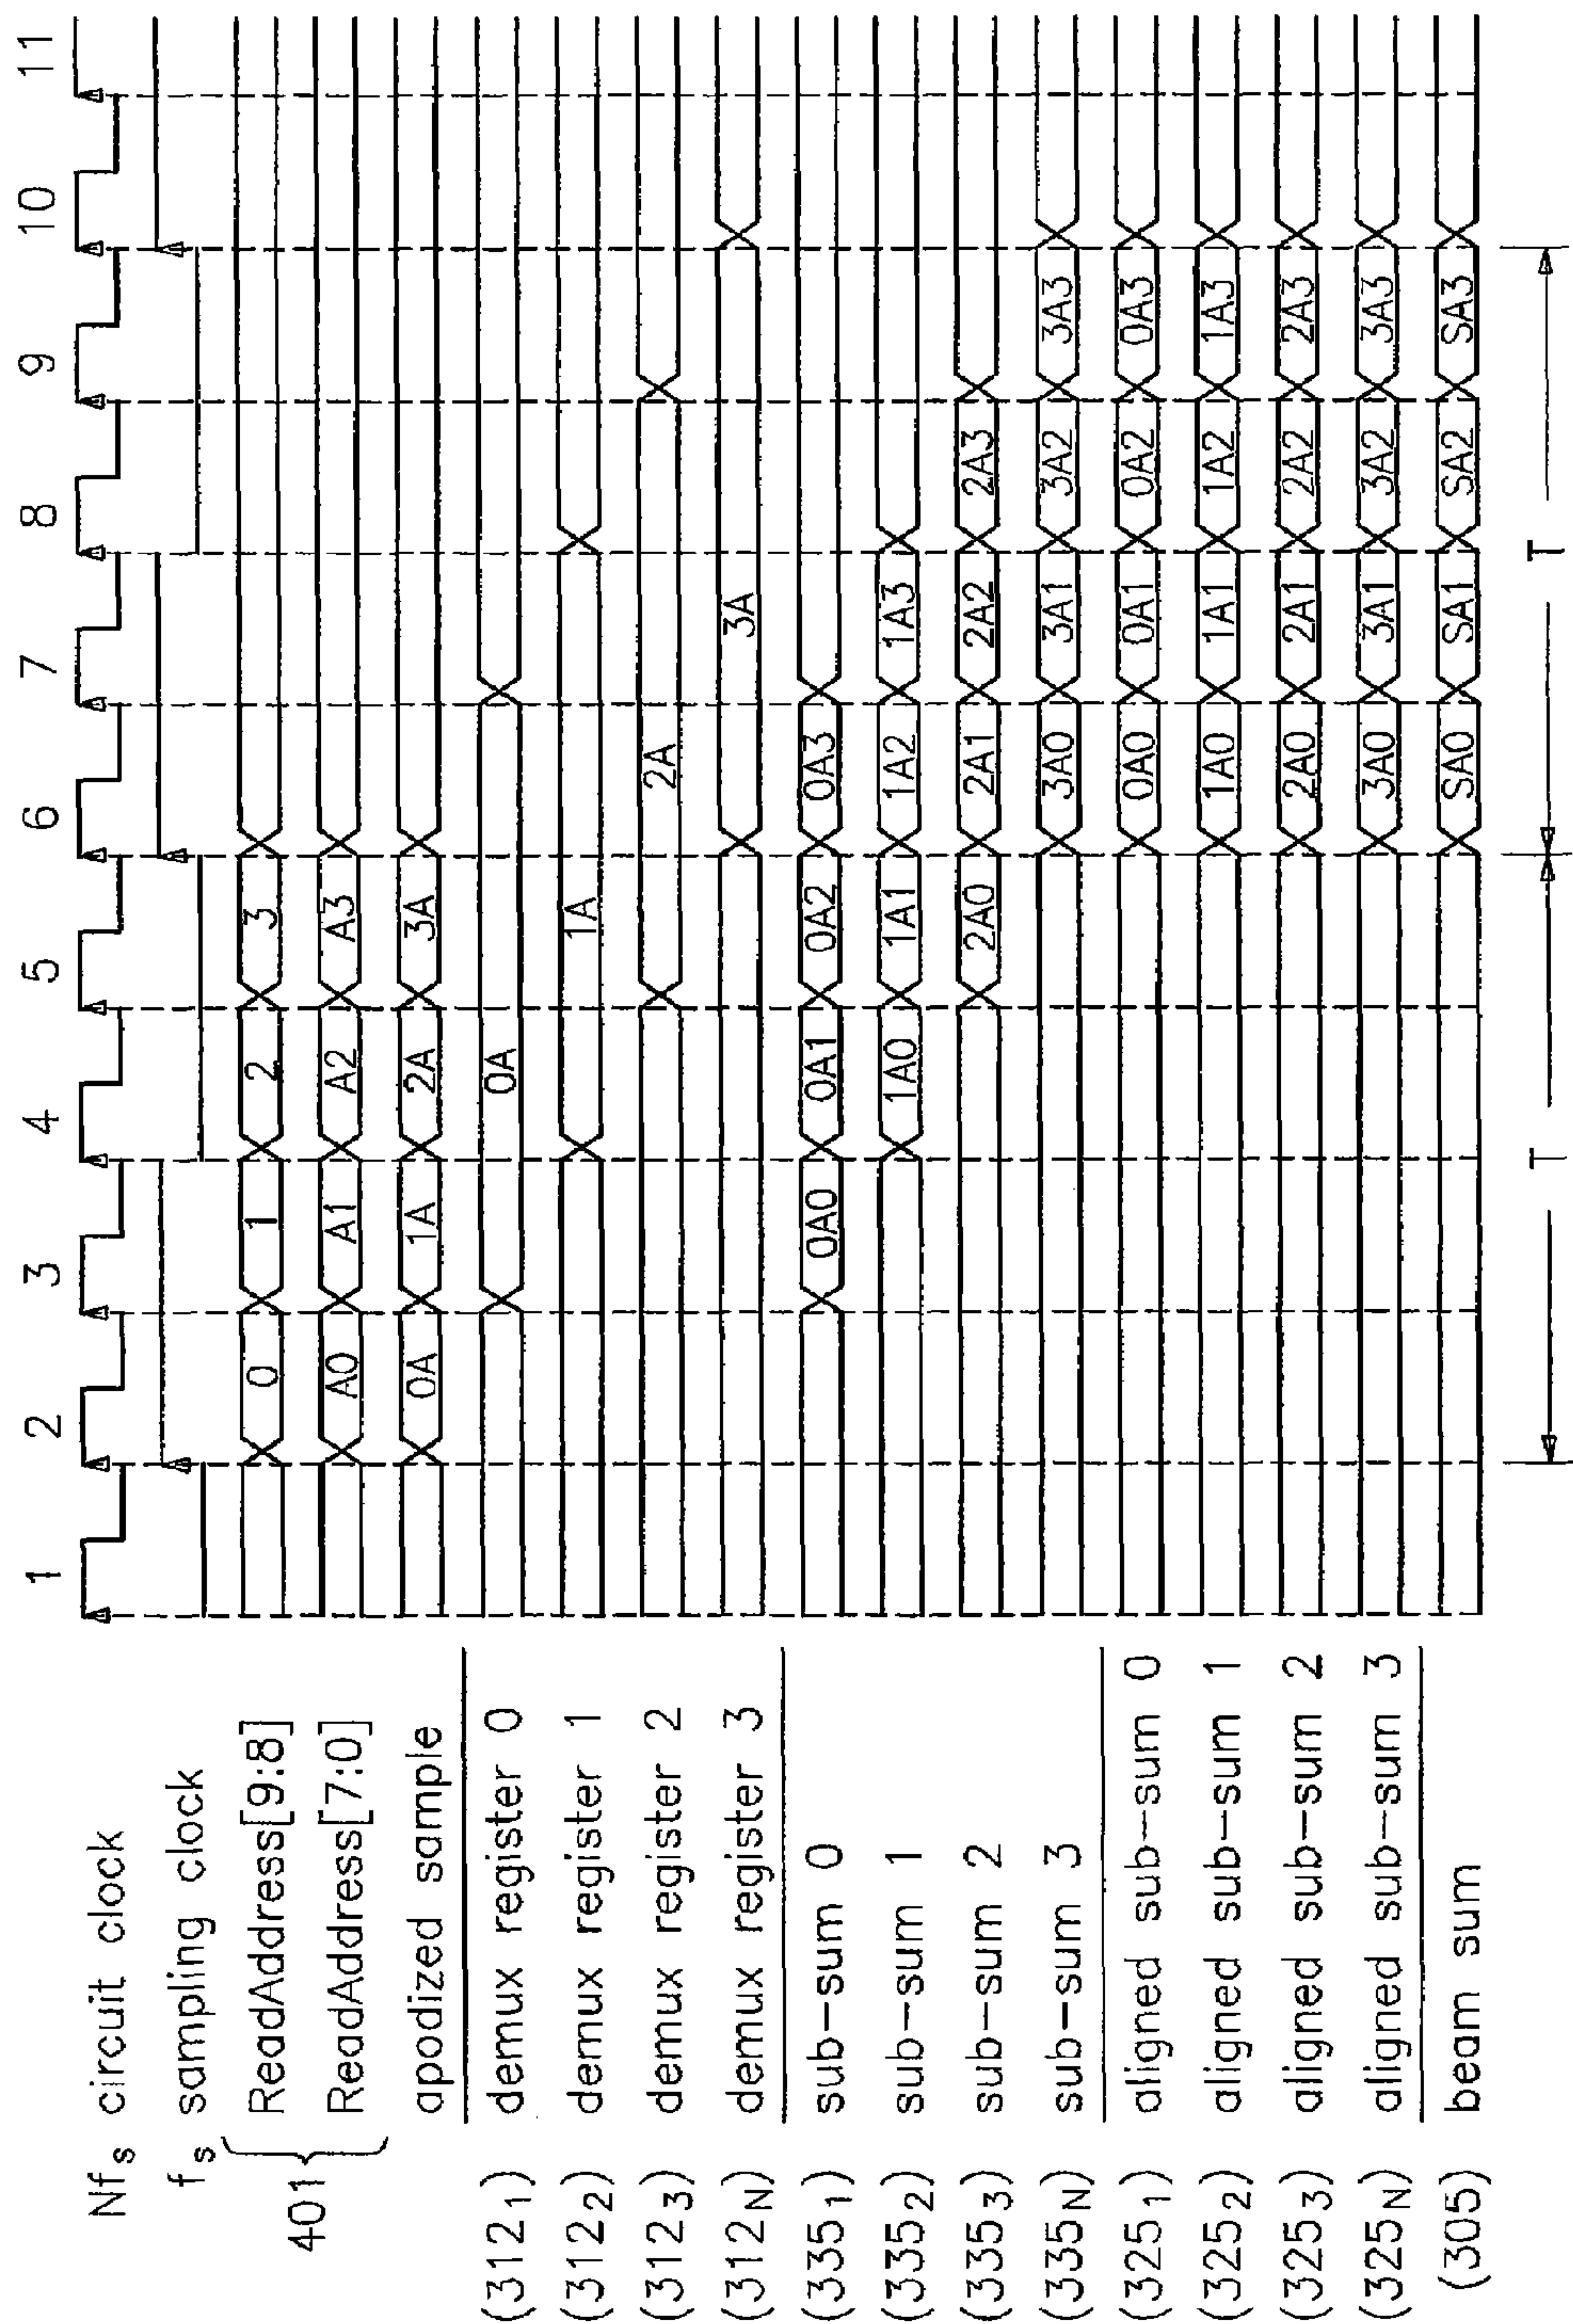 1 2 3 4 5 6 7 8 9 10 11
Nfs circuit clock
fs sampling clock
401 ReadAddress[9:8] 0 1 2 3
ReadAddress[7:0] A0 A1 A2 A3
apodized sample 0A 1A 2A 3A
(312₁) demux register 0 0A
(312₂) demux register 1 1A
(312₃) demux register 2 2A
(312N) demux register 3 3A
(335₁) sub-sum 0 0A0 0A1 0A2 0A3
(335₂) sub-sum 1 1A0 1A1 1A2 1A3
(335₃) sub-sum 2 2A0 2A1 2A2 2A3
(335N) sub-sum 3 3A0 3A1 3A2 3A3
(325₁) aligned sub-sum 0 0A0 0A1 0A2 0A3
(325₂) aligned sub-sum 1 1A0 1A1 1A2 1A3
(325₃) aligned sub-sum 2 2A0 2A1 2A2 2A3
(325N) aligned sub-sum 3 3A0 3A1 3A2 3A3
(305) beam sum SA0 SA1 SA2 SA3
T T